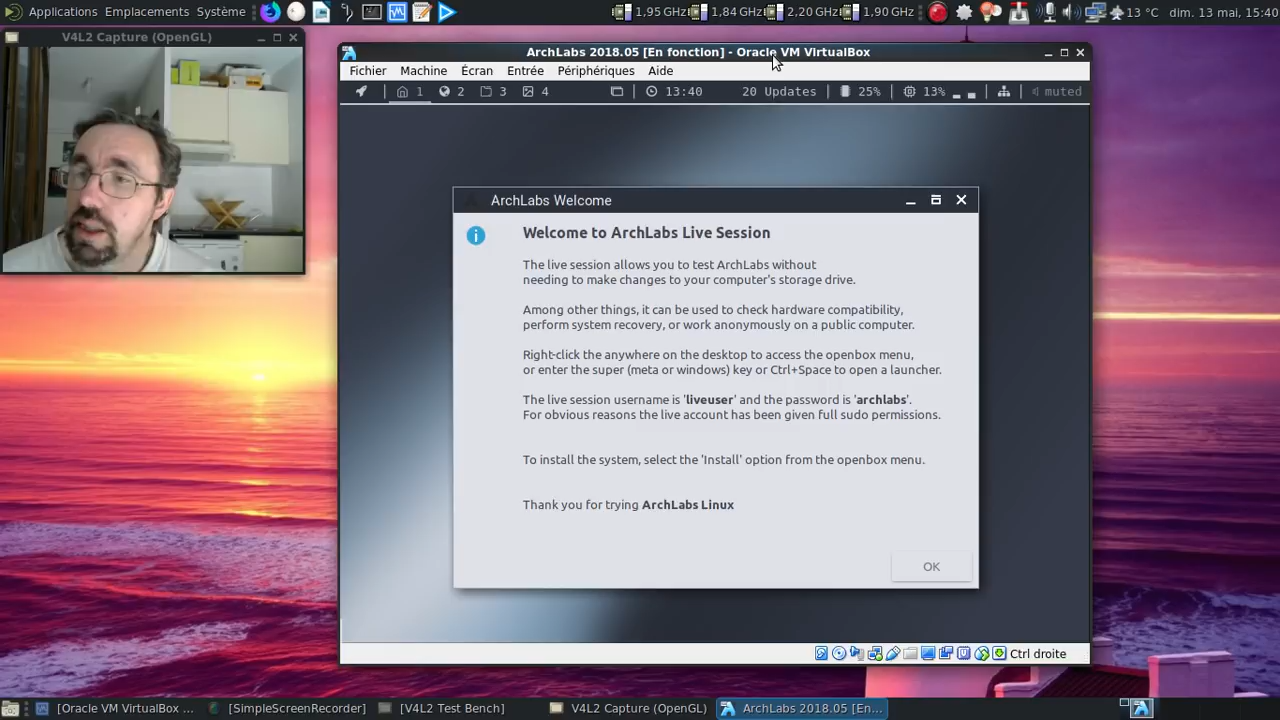 Applications Emplacements Système
1,95 GHz 1,84 GHz 2,20 GHz 1,90 GHz
13 °C dim. 13 mai, 15:40
V4L2 Capture (OpenGL)
ArchLabs 2018.05 [En fonction] - Oracle VM VirtualBox
Fichier Machine Écran Entrée Périphériques Aide
1 2 3 4 13:40 20 Updates 25% 13% muted
ArchLabs Welcome
Welcome to ArchLabs Live Session
The live session allows you to test ArchLabs without
needing to make changes to your computer's storage drive.
Among other things, it can be used to check hardware compatibility,
perform system recovery, or work anonymously on a public computer.
Right-click the anywhere on the desktop to access the openbox menu,
or enter the super (meta or windows) key or Ctrl+Space to open a launcher.
The live session username is 'liveuser' and the password is 'archlabs'.
For obvious reasons the live account has been given full sudo permissions.
To install the system, select the 'Install' option from the openbox menu.
Thank you for trying ArchLabs Linux
OK
Ctrl droite
[Oracle VM VirtualBox ... [SimpleScreenRecorder] [V4L2 Test Bench] V4L2 Capture (OpenGL) ArchLabs 2018.05 [En...